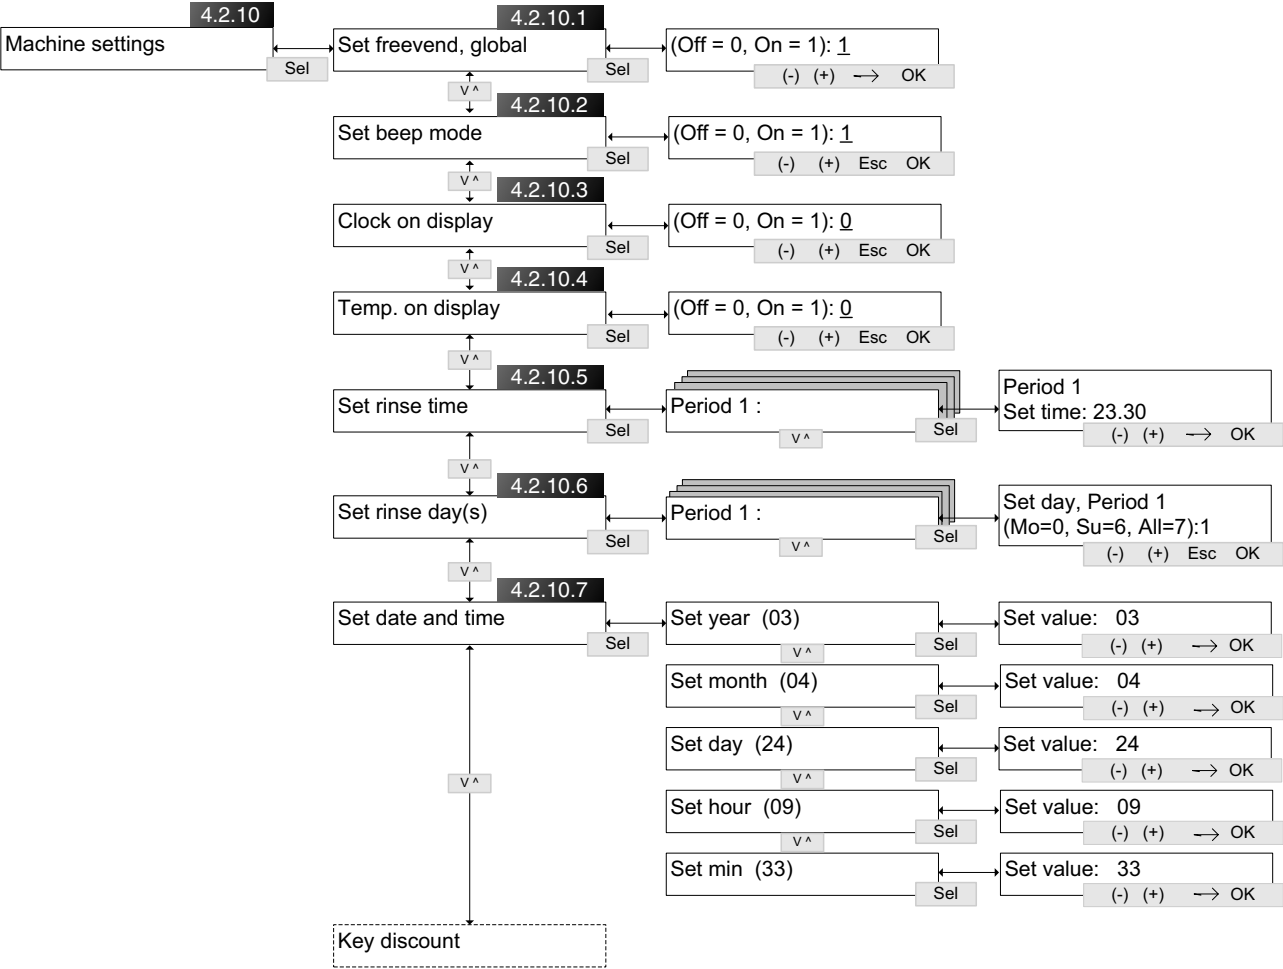 4.2.10
Machine settings
Sel
4.2.10.1
Set freevend, global
Sel
(Off = 0, On = 1): 1
(-) (+) → OK
V ^
4.2.10.2
Set beep mode
Sel
(Off = 0, On = 1): 1
(-) (+) Esc OK
V ^
4.2.10.3
Clock on display
Sel
(Off = 0, On = 1): 0
(-) (+) Esc OK
V ^
4.2.10.4
Temp. on display
Sel
(Off = 0, On = 1): 0
(-) (+) Esc OK
V ^
4.2.10.5
Set rinse time
Sel
Period 1 :
V ^
Sel
Period 1
Set time: 23.30
(-) (+) → OK
V ^
4.2.10.6
Set rinse day(s)
Sel
Period 1 :
V ^
Sel
Set day, Period 1
(Mo=0, Su=6, All=7):1
(-) (+) Esc OK
V ^
4.2.10.7
Set date and time
Sel
Set year (03)
V ^
Sel
Set value: 03
(-) (+) → OK
Set month (04)
V ^
Sel
Set value: 04
(-) (+) → OK
Set day (24)
V ^
Sel
Set value: 24
(-) (+) → OK
Set hour (09)
V ^
Sel
Set value: 09
(-) (+) → OK
Set min (33)
Sel
Set value: 33
(-) (+) → OK
V ^
Key discount